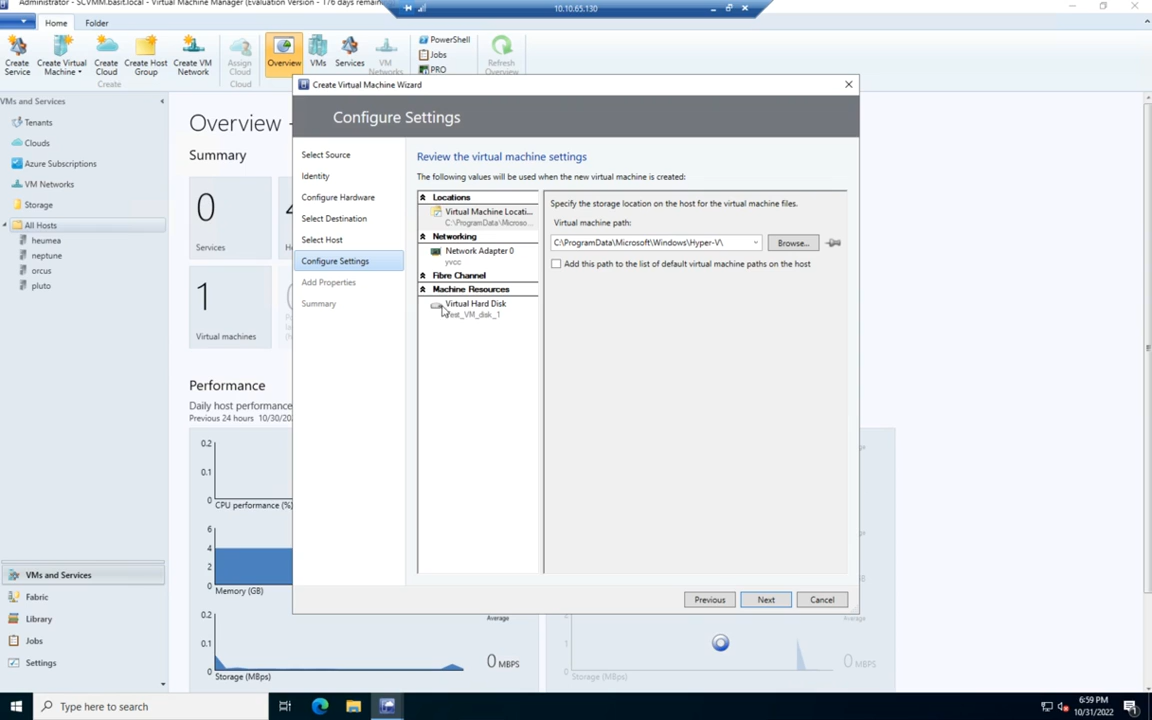 Administrator - SCVMM.basit.local - Virtual Machine Manager (Evaluation Version - 176 days remain
10.10.65.130
Home
Folder
Create Service
Create Virtual Machine
Create Cloud
Create Host Group
Create VM Network
Assign Cloud
Overview
VMs
Services
VM Networks
PowerShell
Jobs
PRO
Refresh Overview
Create
Cloud
VMs and Services
Tenants
Clouds
Azure Subscriptions
VM Networks
Storage
All Hosts
heumea
neptune
orcus
pluto
VMs and Services
Fabric
Library
Jobs
Settings
Overview -
Summary
0
Services
1
Virtual machines
Performance
Daily host performance
Previous 24 hours 10/30/20
0.2
0.1
0
CPU performance (%)
6
4
2
0
Memory (GB)
0.2
0.1
0
Storage (MBps)
Average
0 MBPS
0
Storage (MBps)
Average
0 MBPS
Create Virtual Machine Wizard
Configure Settings
Select Source
Identity
Configure Hardware
Select Destination
Select Host
Configure Settings
Add Properties
Summary
Review the virtual machine settings
The following values will be used when the new virtual machine is created:
Locations
Virtual Machine Locati...
C:\ProgramData\Microso...
Networking
Network Adapter 0
yvcc
Fibre Channel
Machine Resources
Virtual Hard Disk
Test_VM_disk_1
Specify the storage location on the host for the virtual machine files.
Virtual machine path:
C:\ProgramData\Microsoft\Windows\Hyper-V\
Browse...
Add this path to the list of default virtual machine paths on the host
Previous
Next
Cancel
Type here to search
6:59 PM
10/31/2022